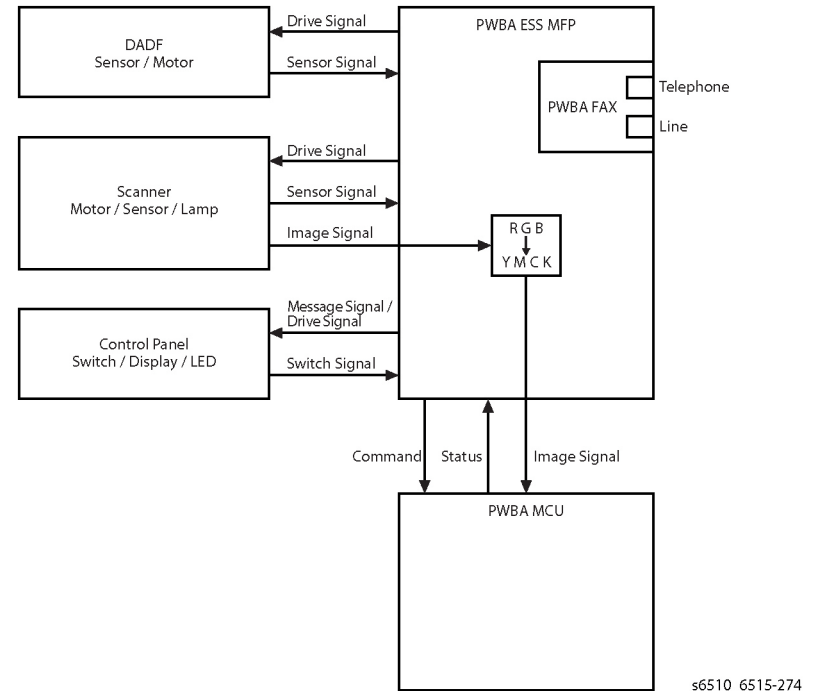 Drive Signal
PWBA ESS MFP
DADF
Sensor / Motor
Sensor Signal
Telephone
PWBA FAX
Line
Drive Signal
Scanner
Motor / Sensor / Lamp
Sensor Signal
Image Signal
R G B
Y M C K
Message Signal /
Drive Signal
Control Panel
Switch / Display / LED
Switch Signal
Command
Status
Image Signal
PWBA MCU
s6510_6515-274